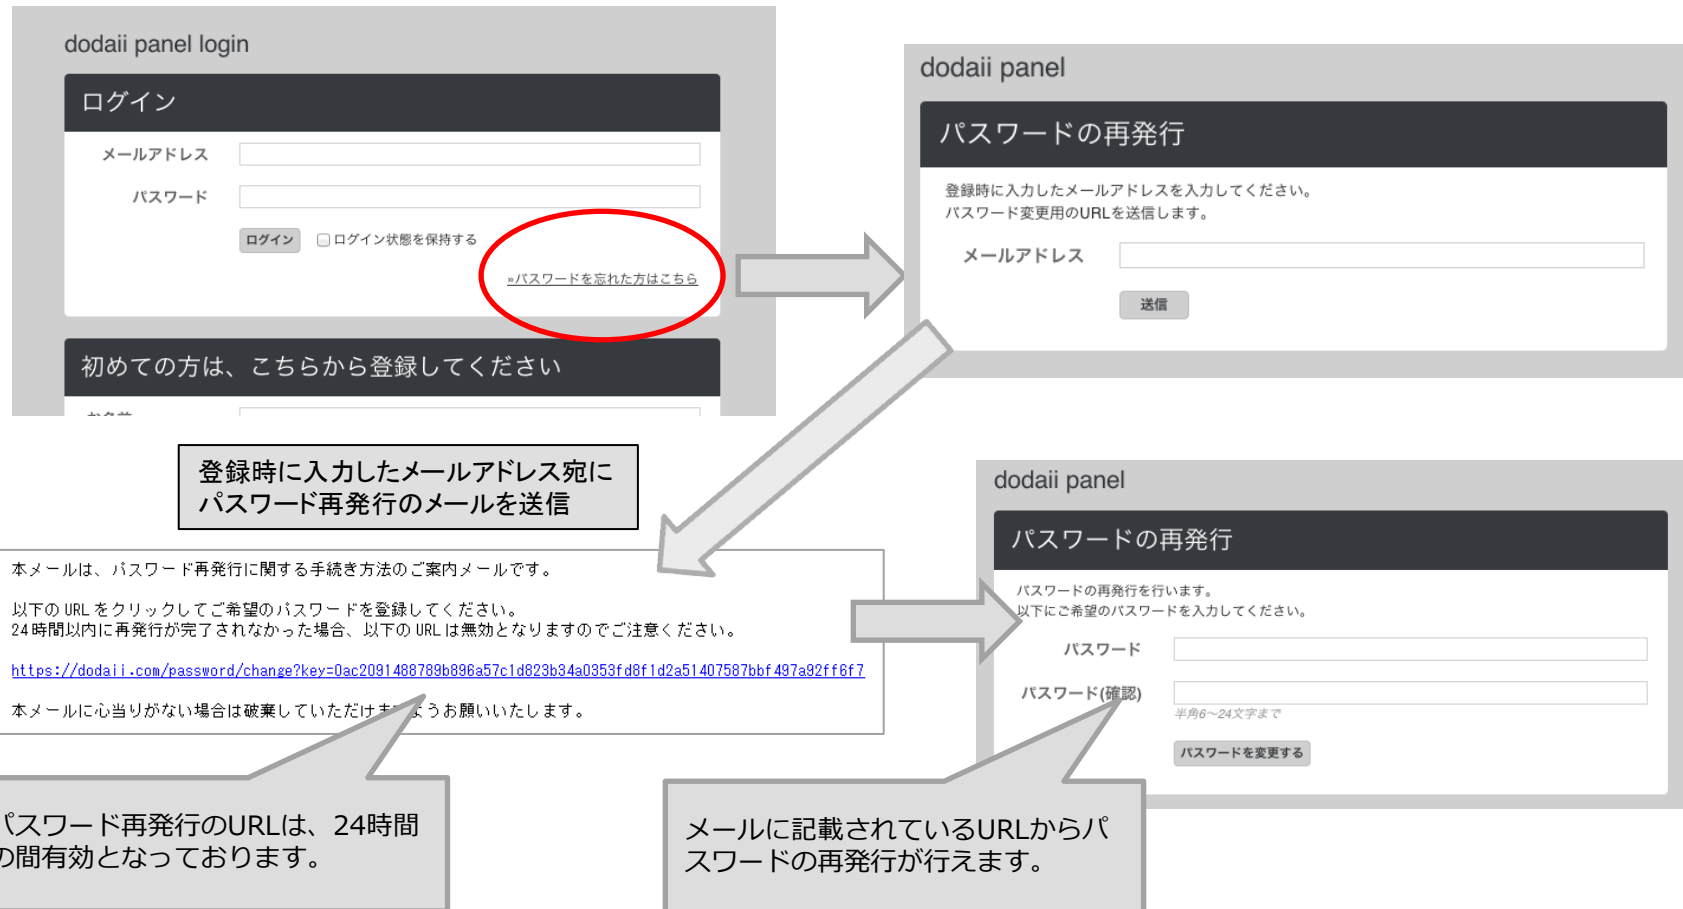 dodaii panel login
ログイン
メールアドレス
パスワード
ログイン
ログイン状態を保持する
»パスワードを忘れた方はこちら
初めての方は、こちらから登録してください
dodaii panel
パスワードの再発行
登録時に入力したメールアドレスを入力してください。
パスワード変更用のURLを送信します。
メールアドレス
送信
登録時に入力したメールアドレス宛に
パスワード再発行のメールを送信
本メールは、パスワード再発行に関する手続き方法のご案内メールです。
以下のURLをクリックしてご希望のパスワードを登録してください。
24時間以内に再発行が完了されなかった場合、以下のURLは無効となりますのでご注意ください。
https://dodaii.com/password/change?key=0ac2091488789b896a57c1d823b34a0353fd8f1d2a51407587bbf497a92ff6f7
本メールに心当りがない場合は破棄していただけますようお願いいたします。
パスワード再発行のURLは、24時間
の間有効となっております。
dodaii panel
パスワードの再発行
パスワードの再発行を行います。
以下にご希望のパスワードを入力してください。
パスワード
パスワード(確認)
半角6〜24文字まで
パスワードを変更する
メールに記載されているURLからパ
スワードの再発行が行えます。